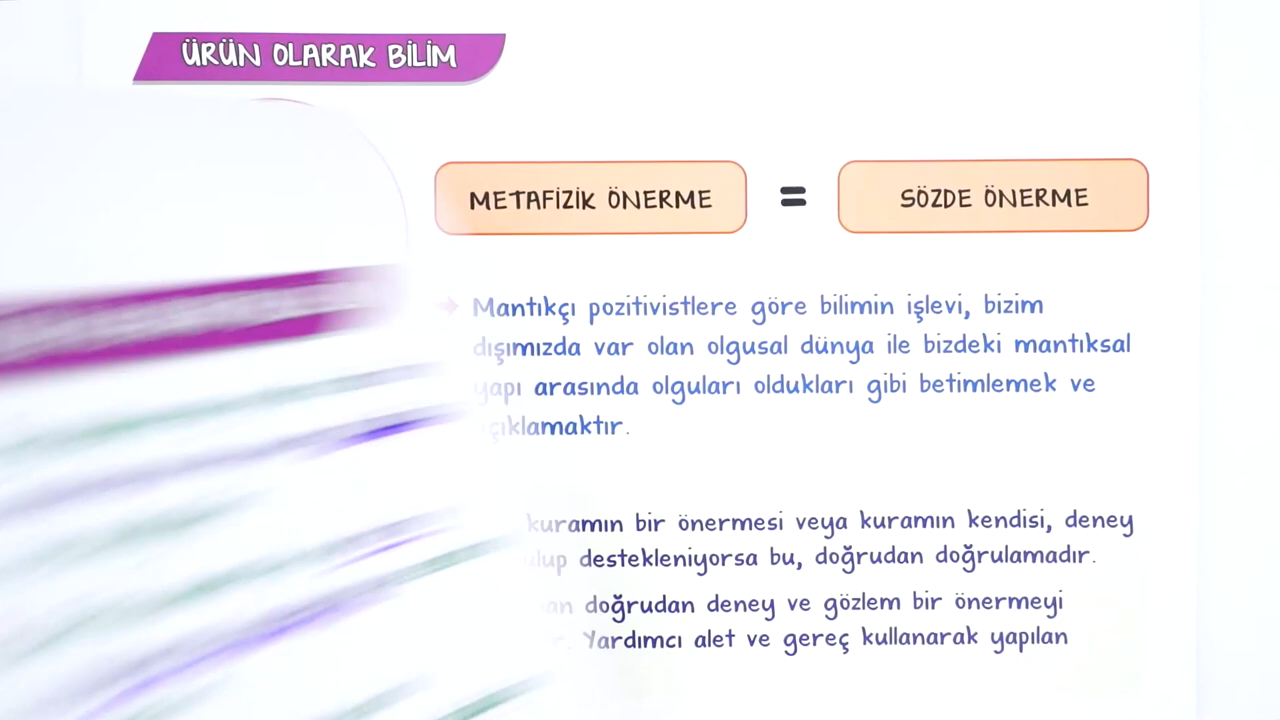 ÜRÜN OLARAK BİLİM
METAFİZİK ÖNERME = SÖZDE ÖNERME
Mantıkçı pozitivistlere göre bilimin işlevi, bizim
dışımızda var olan olgusal dünya ile bizdeki mantıksal
yapı arasında olguları oldukları gibi betimlemek ve
açıklamaktır.
kuramın bir önermesi veya kuramın kendisi, deney
destekleniyorsa bu, doğrudan doğrulamadır.
doğrudan deney ve gözlem bir önermeyi
Yardımcı alet ve gereç kullanarak yapılan